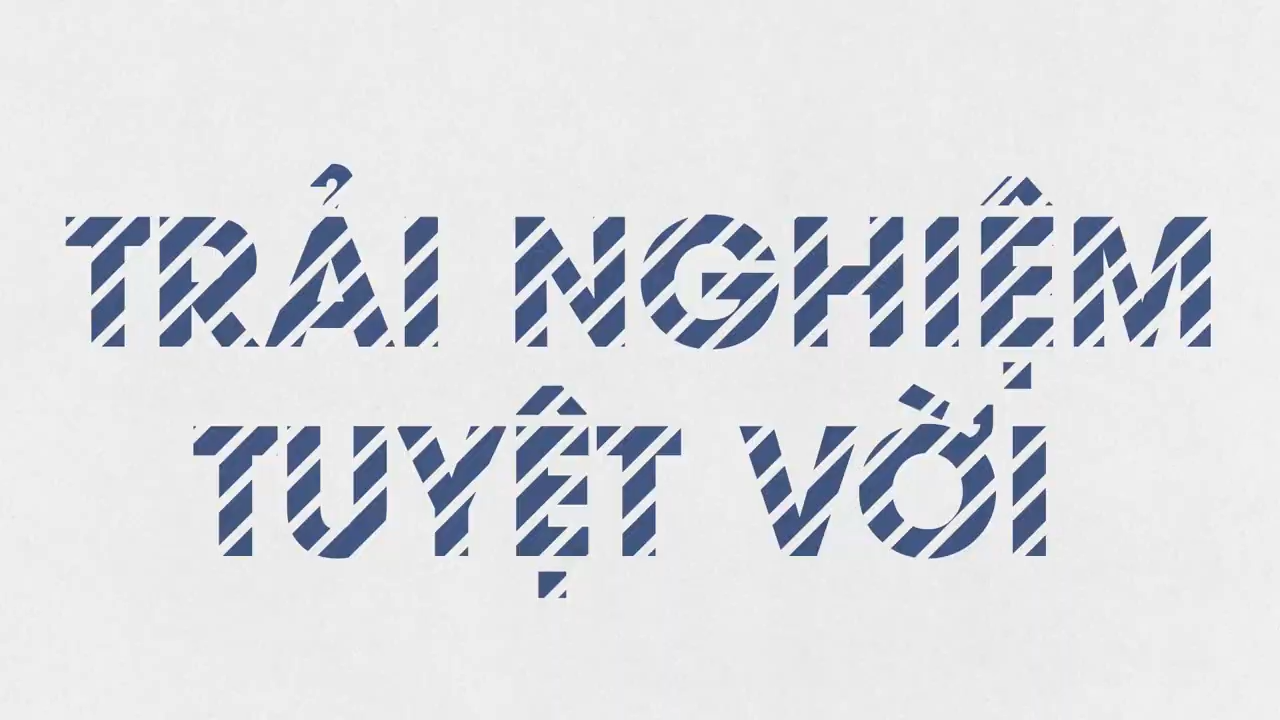 TRẢI NGHIỆM
TUYỆT VỜI